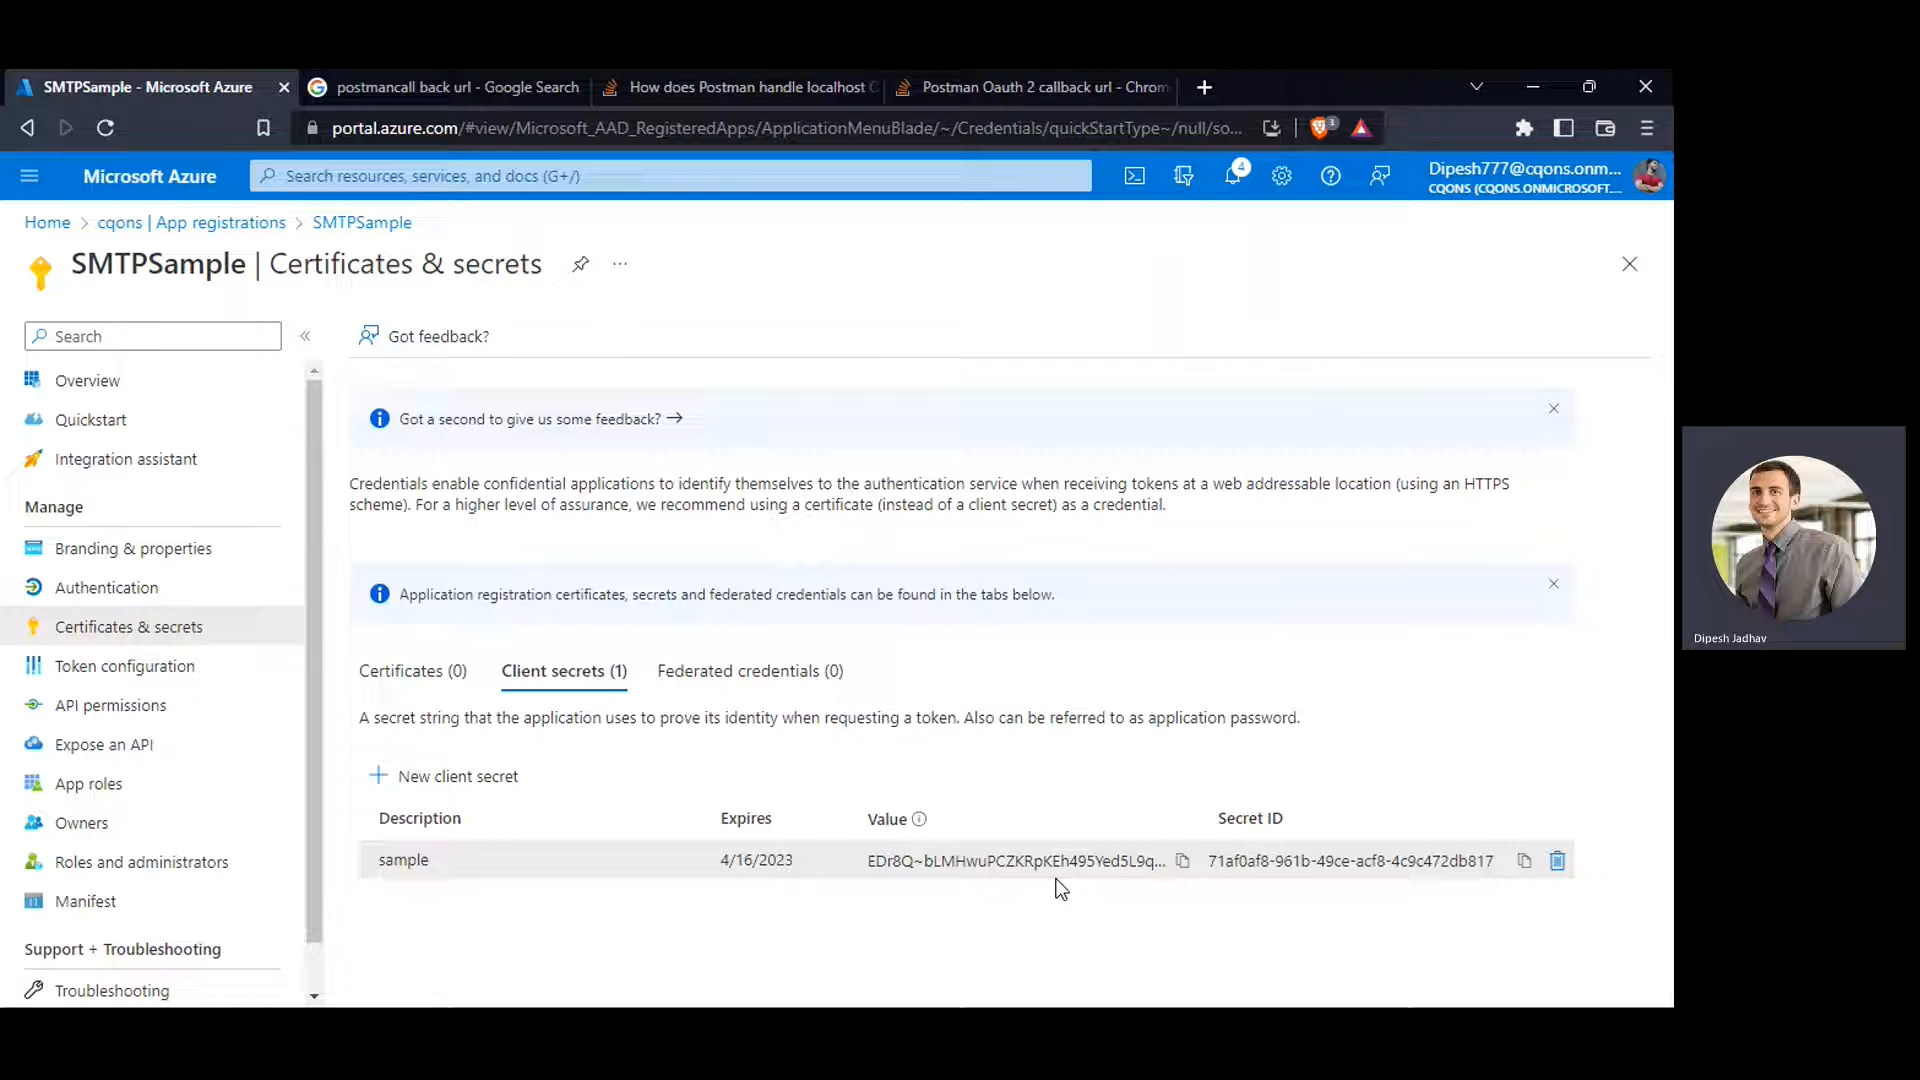 SMTPSample - Microsoft Azure
postmancall back url - Google Search
How does Postman handle localhost
Postman Oauth 2 callback url - Chrom
portal.azure.com/#view/Microsoft_AAD_RegisteredApps/ApplicationMenuBlade/~/Credentials/quickStartType~/null/so...
3
Microsoft Azure
Search resources, services, and docs (G+/)
4
Dipesh777@cqons.onm...
CQONS (CQONS.ONMICROSOFT....
Home > cqons | App registrations > SMTPSample
SMTPSample | Certificates & secrets
Search
Got feedback?
Overview
Quickstart
Integration assistant
Manage
Branding & properties
Authentication
Certificates & secrets
Token configuration
API permissions
Expose an API
App roles
Owners
Roles and administrators
Manifest
Support + Troubleshooting
Troubleshooting
Got a second to give us some feedback? →
Credentials enable confidential applications to identify themselves to the authentication service when receiving tokens at a web addressable location (using an HTTPS
scheme). For a higher level of assurance, we recommend using a certificate (instead of a client secret) as a credential.
Application registration certificates, secrets and federated credentials can be found in the tabs below.
Certificates (0) Client secrets (1) Federated credentials (0)
A secret string that the application uses to prove its identity when requesting a token. Also can be referred to as application password.
New client secret
Description Expires Value Secret ID
sample 4/16/2023 EDr8Q~bLMHwuPCZKRpKEh495Yed5L9q... 71af0af8-961b-49ce-acf8-4c9c472db817
Dipesh Jadhav